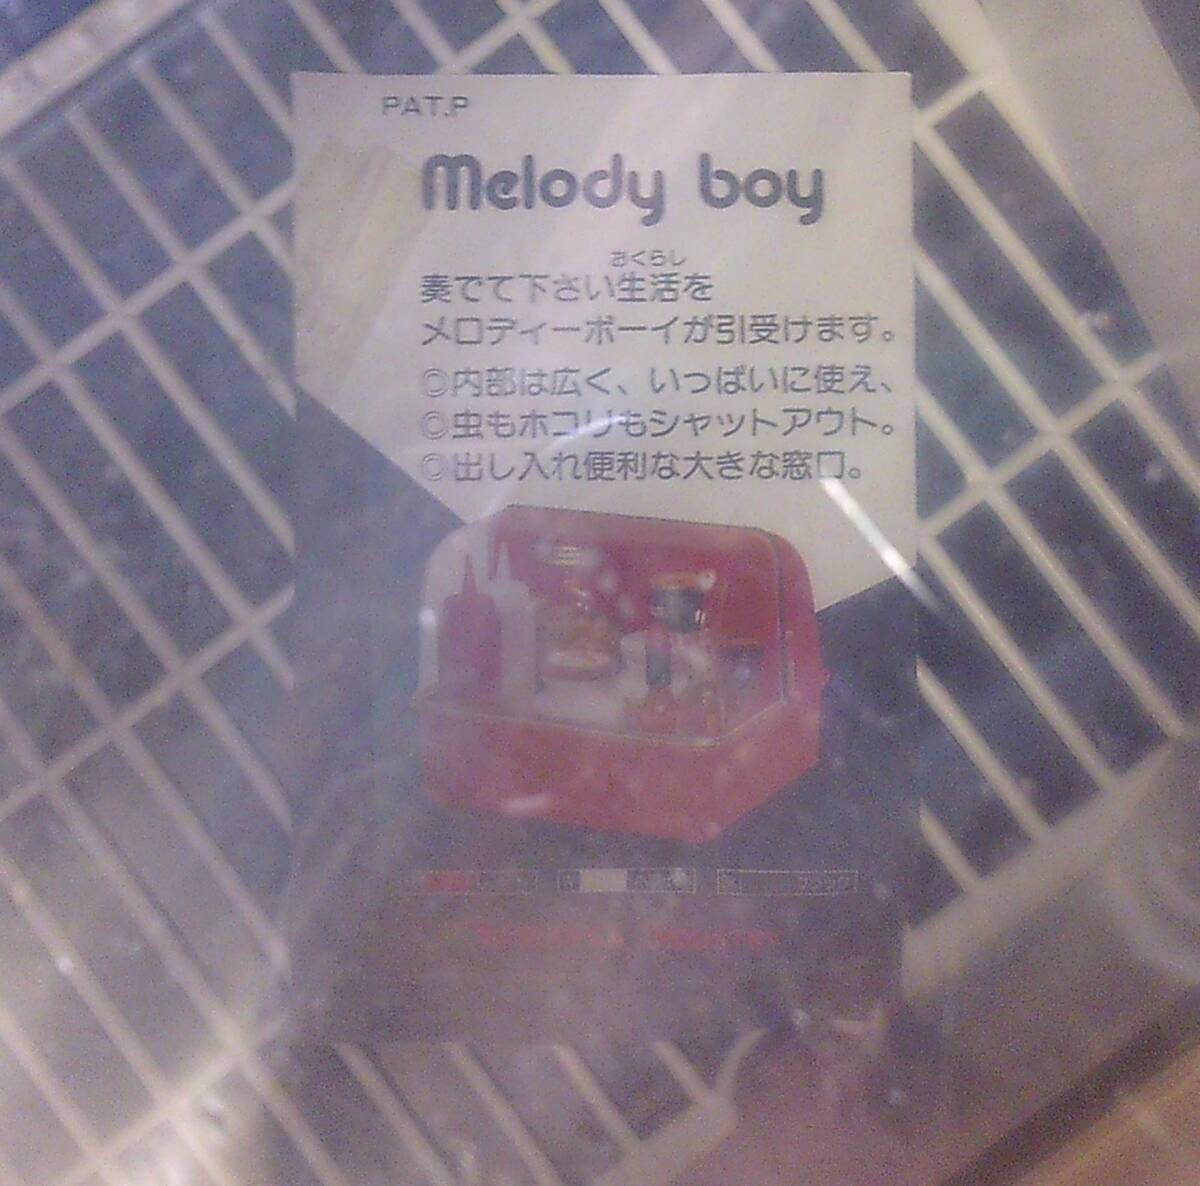 PAT.P
Melody boy
おくらし
奏でて下さい生活を
メロディーボーイが引受けます。
◎内部は広く、いっぱいに使え、
◎虫もホコリもシャットアウト。
◎出し入れ便利な大きな窓口。